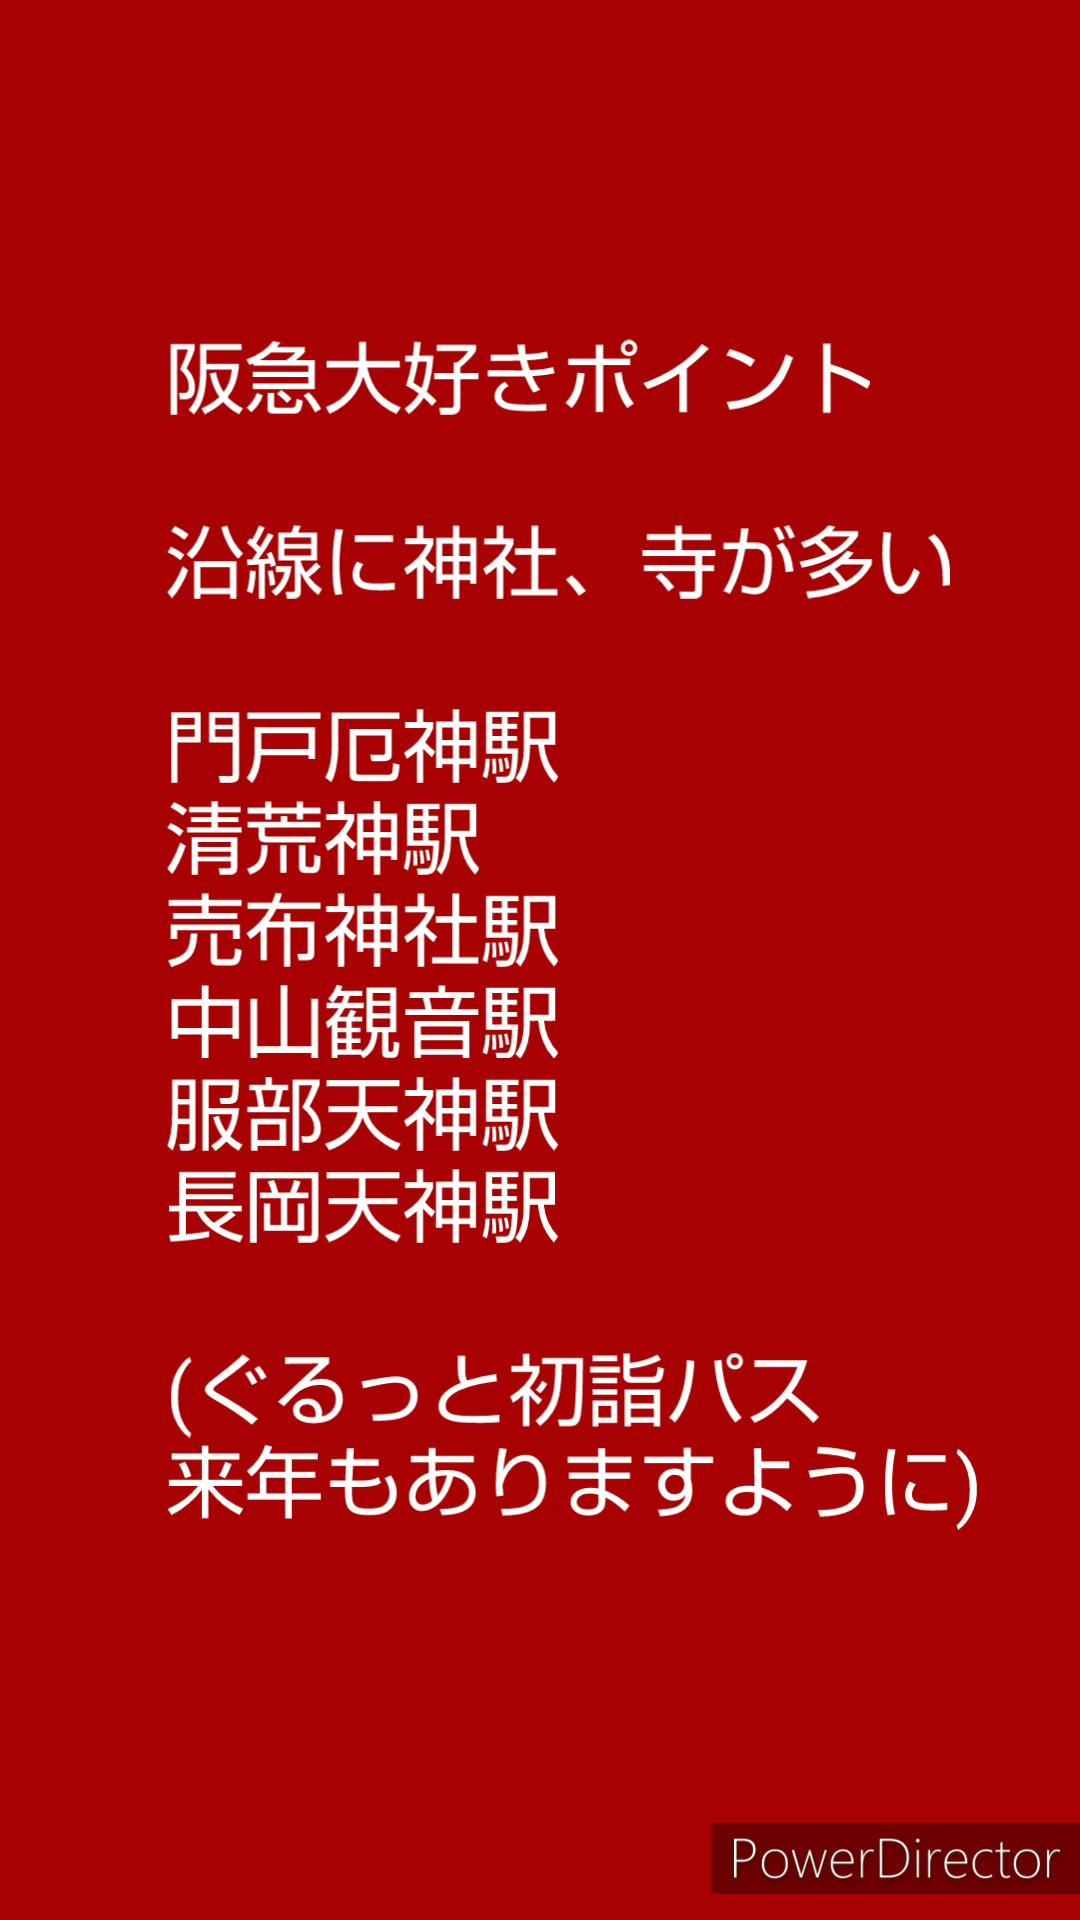 阪急大好きポイント
沿線に神社、寺が多い
門戸厄神駅
清荒神駅
売布神社駅
中山観音駅
服部天神駅
長岡天神駅
(ぐるっと初詣パス
来年もありますように)
PowerDirector